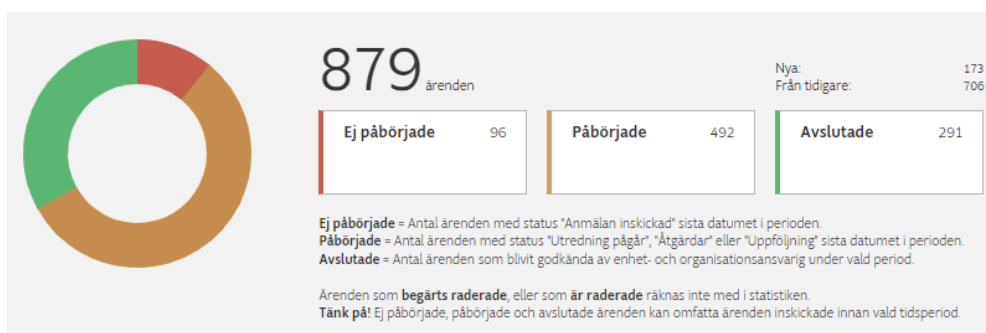 879 ärenden
Nya: 173
Från tidigare: 706
Ej påbörjade 96
Påbörjade 492
Avslutade 291
Ej påbörjade = Antal ärenden med status "Anmälan inskickad" sista datumet i perioden.
Påbörjade = Antal ärenden med status "Utredning pågår", "Åtgärdar" eller "Uppföljning" sista datumet i perioden.
Avslutade = Antal ärenden som blivit godkända av enhet- och organisationsansvarig under vald period.
Ärenden som begärts raderade, eller som är raderade räknas inte med i statistiken.
Tänk på! Ej påbörjade, påbörjade och avslutade ärenden kan omfatta ärenden inskickade innan vald tidsperiod.